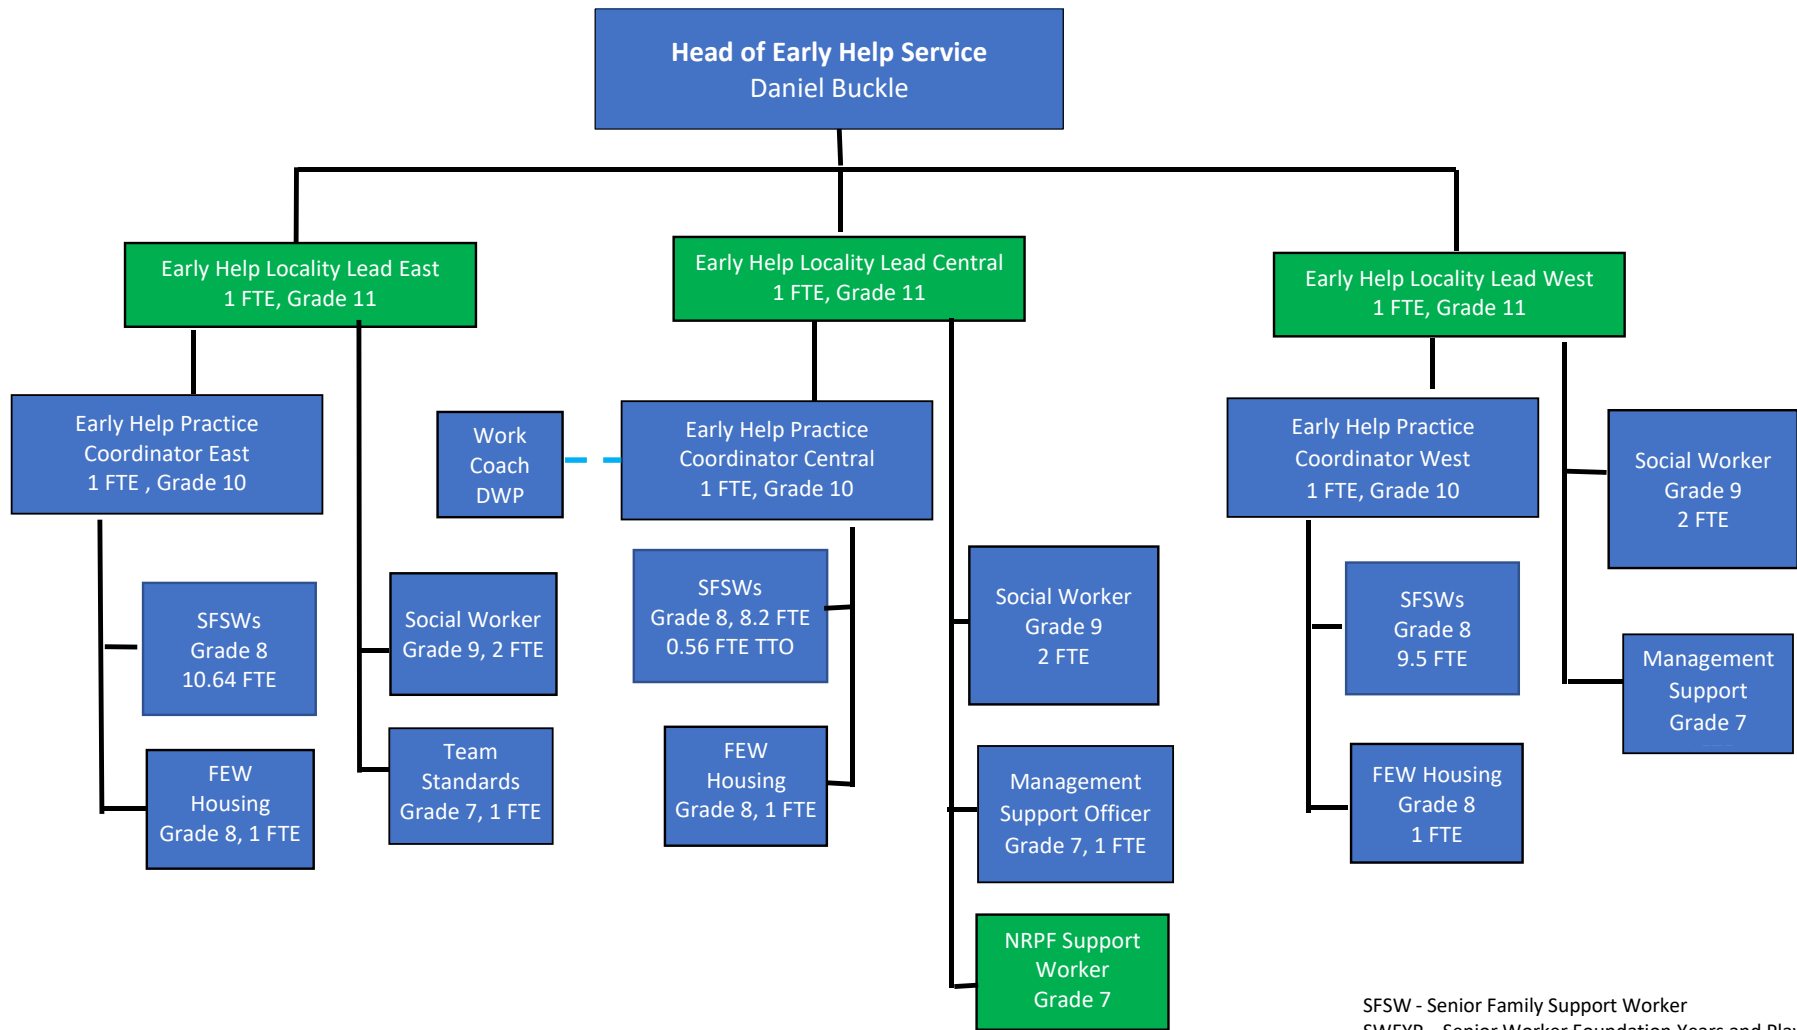 Head of Early Help Service
Daniel Buckle
Early Help Locality Lead East
1 FTE, Grade 11
Early Help Locality Lead Central
1 FTE, Grade 11
Early Help Locality Lead West
1 FTE, Grade 11
Early Help Practice
Coordinator East
1 FTE , Grade 10
Work
Coach
DWP
Early Help Practice
Coordinator Central
1 FTE, Grade 10
Early Help Practice
Coordinator West
1 FTE, Grade 10
Social Worker
Grade 9
2 FTE
SFSWs
Grade 8
10.64 FTE
Social Worker
Grade 9, 2 FTE
SFSWs
Grade 8, 8.2 FTE
0.56 FTE TTO
Social Worker
Grade 9
2 FTE
SFSWs
Grade 8
9.5 FTE
Management
Support
Grade 7
FEW
Housing
Grade 8, 1 FTE
Team
Standards
Grade 7, 1 FTE
FEW
Housing
Grade 8, 1 FTE
Management
Support Officer
Grade 7, 1 FTE
FEW Housing
Grade 8
1 FTE
NRPF Support
Worker
Grade 7
SFSW - Senior Family Support Worker
SWFYP - Senior Worker Foundation Years and Play